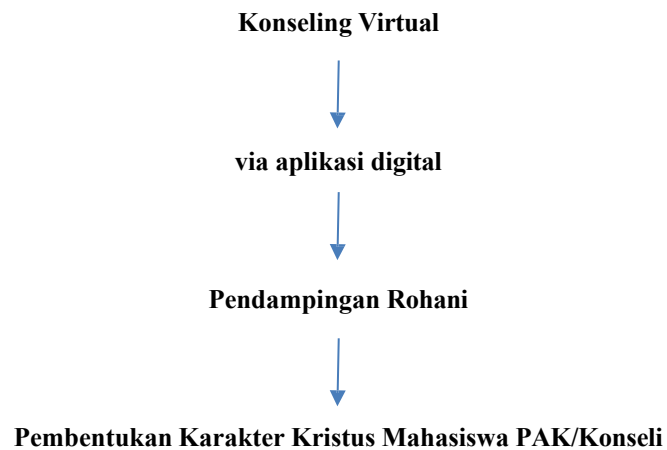 Konseling Virtual
via aplikasi digital
Pendampingan Rohani
Pembentukan Karakter Kristus Mahasiswa PAK/Konseli